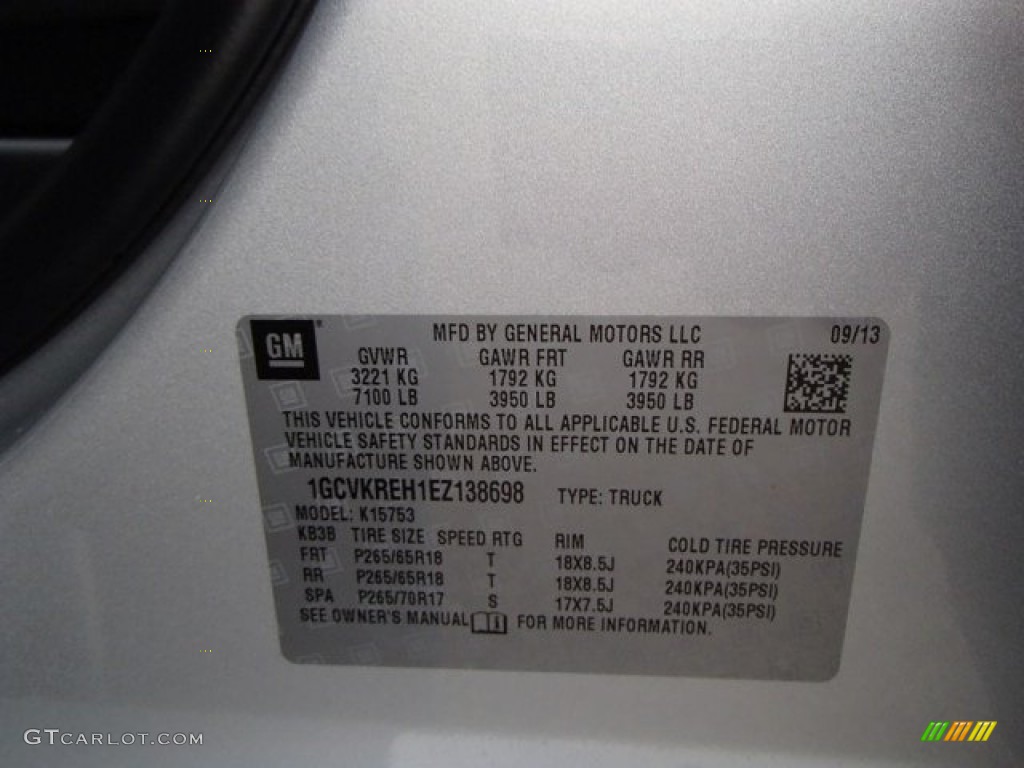 GM
MFD BY GENERAL MOTORS LLC 09/13
GVWR GAWR FRT GAWR RR
3221 KG 1792 KG 1792 KG
7100 LB 3950 LB 3950 LB
THIS VEHICLE CONFORMS TO ALL APPLICABLE U.S. FEDERAL MOTOR
VEHICLE SAFETY STANDARDS IN EFFECT ON THE DATE OF
MANUFACTURE SHOWN ABOVE.
1GCVKREH1EZ138698 TYPE: TRUCK
MODEL: K15753
KB3B TIRE SIZE SPEED RTG RIM COLD TIRE PRESSURE
FRT P265/65R18 T 18X8.5J 240KPA(35PSI)
RR P265/65R18 T 18X8.5J 240KPA(35PSI)
SPA P265/70R17 S 17X7.5J 240KPA(35PSI)
SEE OWNER'S MANUAL FOR MORE INFORMATION.
GTCARLOT.COM